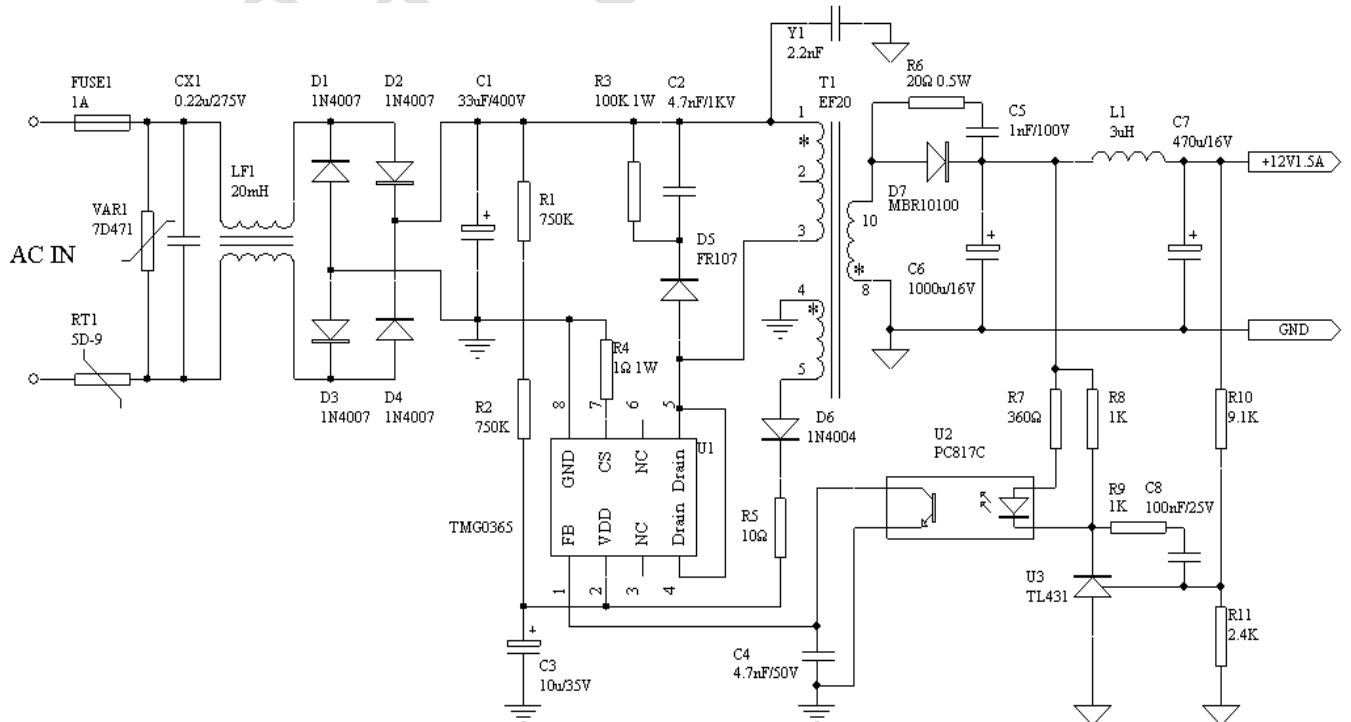 Y1
2.2nF
R6
20Ω 0.5W
FUSE1
1A
CX1
0.22u/275V
D1
1N4007
D2
1N4007
C1
33uF/400V
R3
100K 1W
C2
4.7nF/1KV
T1
EF20
C5
1nF/100V
L1
3uH
C7
470u/16V
1
*
+12V1.5A
LF1
20mH
2
D7
MBR10100
R1
750K
VAR1
7D471
+
10
+
+
3
D5
FR107
AC IN
*
C6
1000u/16V
8
4
*
RT1
5D-9
GND
R4
1Ω 1W
5
D3
1N4007
D4
1N4007
R2
750K
8
7
6
5
D6
1N4004
R7
360Ω
R8
1K
R10
9.1K
U1
U2
PC817C
GND
CS
NC
Drain
R9
1K
C8
100nF/25V
TMG0365
FB
VDD
NC
Drain
R5
10Ω
U3
TL431
1
2
3
4
R11
2.4K
+
C3
10u/35V
C4
4.7nF/50V